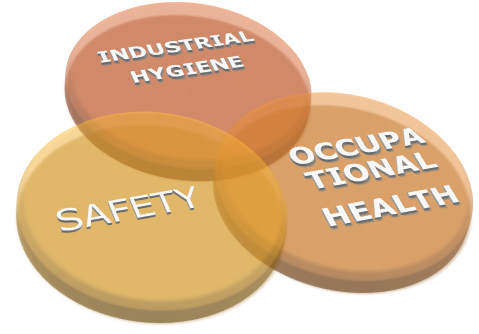 INDUSTRIAL
HYGIENE
OCCUPA
TIONAL
HEALTH
SAFETY